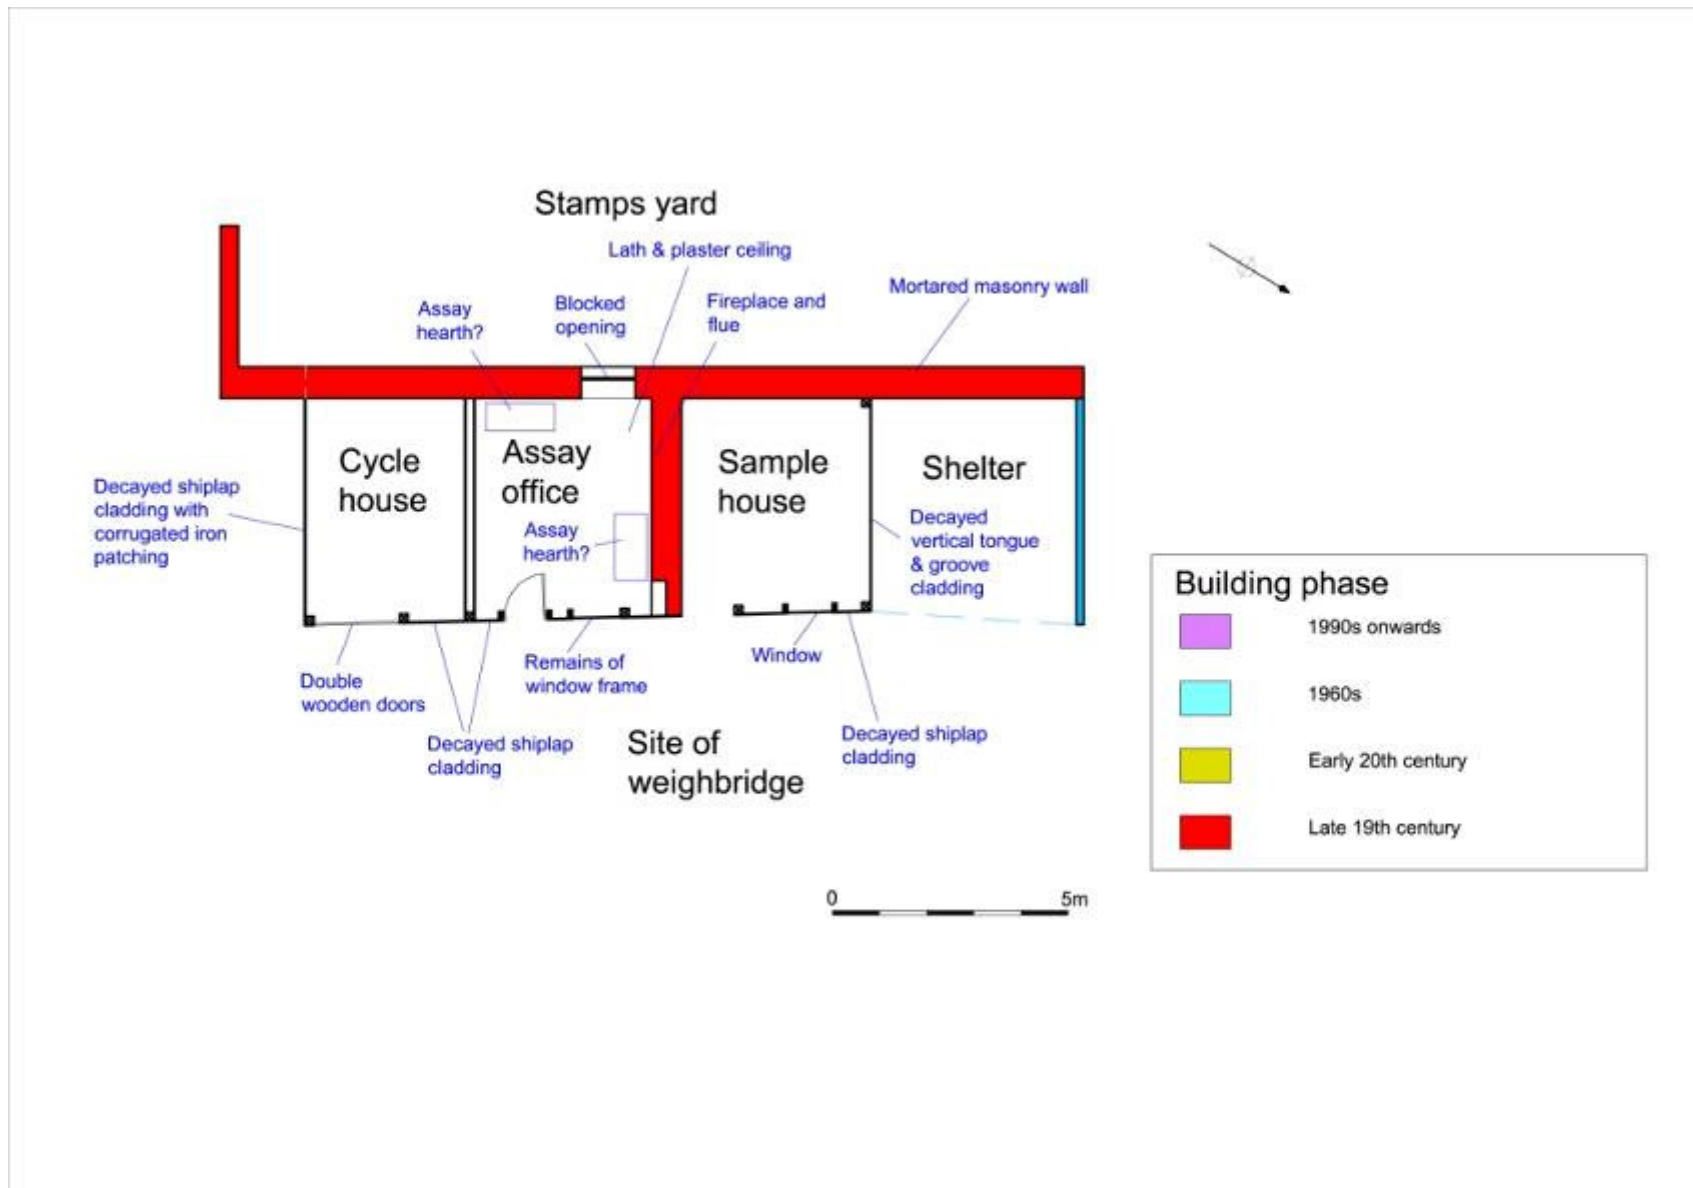 Stamps yard
Lath & plaster ceiling
Mortared masonry wall
Assay
hearth?
Blocked
opening
Fireplace and
flue
Cycle
house
Assay
office
Sample
house
Shelter
Decayed shiplap
cladding with
corrugated iron
patching
Assay
hearth?
Decayed
vertical tongue
& groove
cladding
Double
wooden doors
Remains of
window frame
Window
Decayed shiplap
cladding
Site of
weighbridge
Decayed shiplap
cladding
Building phase
1990s onwards
1960s
Early 20th century
Late 19th century
0 5m